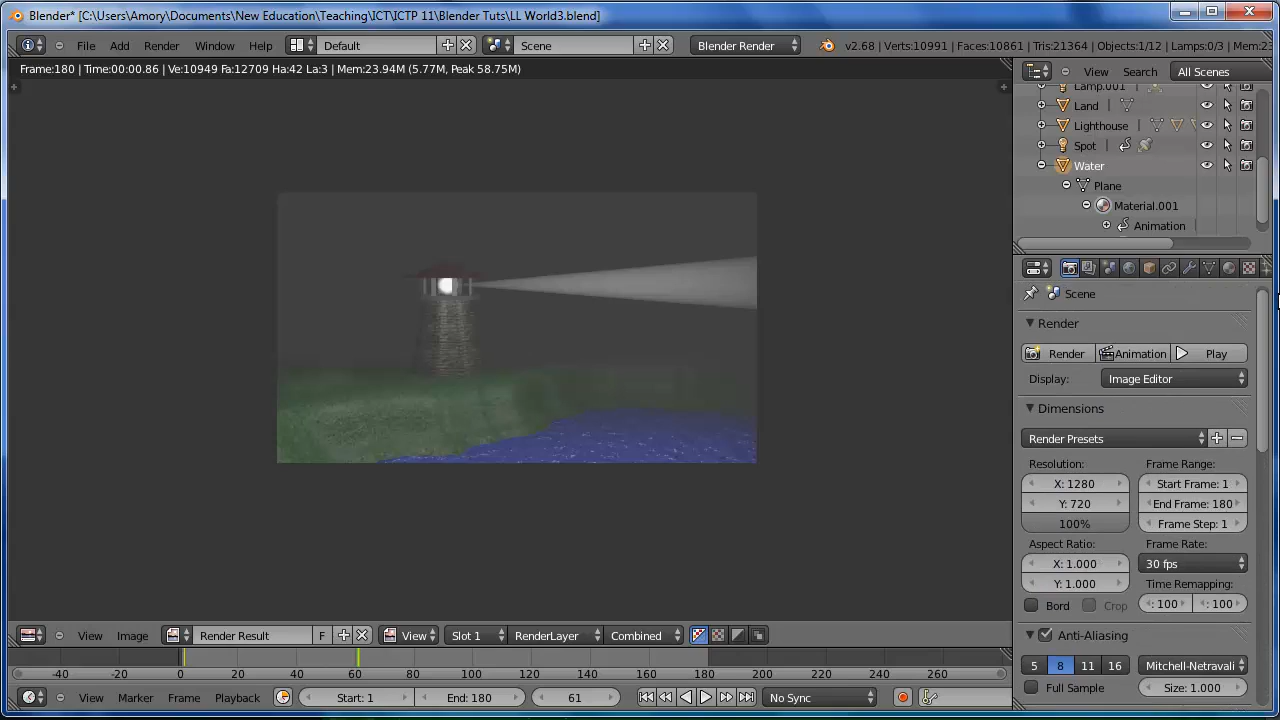 Blender* [C:\Users\Amory\Documents\New Education\Teaching\ICT\ICTP 11\Blender Tuts\LL World3.blend]
File Add Render Window Help Default Scene Blender Render v2.68 | Verts:10991 | Faces:10861 | Tris:21364 | Objects:1/12 | Lamps:0/3 | Mem:23
Frame:180 | Time:00:00.86 | Ve:10949 Fa:12709 Ha:42 La:3 | Mem:23.94M (5.77M, Peak 58.75M)
View Search All Scenes
Lamp.001
Land
Lighthouse
Spot
Water
Plane
Material.001
Animation
Scene
Render
Render Animation Play
Display: Image Editor
Dimensions
Render Presets
Resolution: Frame Range:
X: 1280 Start Frame: 1
Y: 720 End Frame: 180
100% Frame Step: 1
Aspect Ratio: Frame Rate:
X: 1.000 30 fps
Y: 1.000 Time Remapping:
Bord Crop : 100 : 100
Anti-Aliasing
5 8 11 16 Mitchell-Netravali
Full Sample Size: 1.000
View Image Render Result F View Slot 1 RenderLayer Combined
-40 -20 0 20 40 60 80 100 120 140 160 180 200 220 240 260
View Marker Frame Playback Start: 1 End: 180 61 No Sync